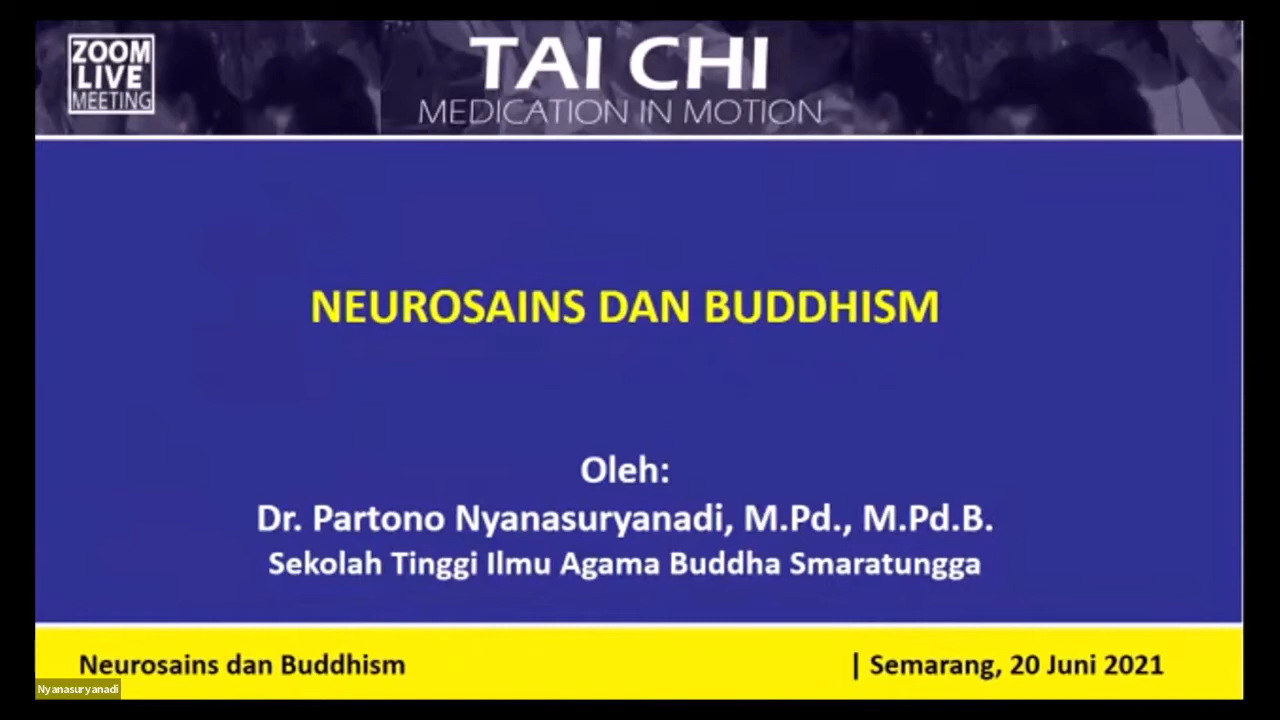 ZOOM
LIVE
MEETING
TAI CHI
MEDICATION IN MOTION
NEUROSAINS DAN BUDDHISM
Oleh:
Dr. Partono Nyanasuryanadi, M.Pd., M.Pd.B.
Sekolah Tinggi Ilmu Agama Buddha Smaratungga
Neurosains dan Buddhism
| Semarang, 20 Juni 2021
Nyanasuryanadi